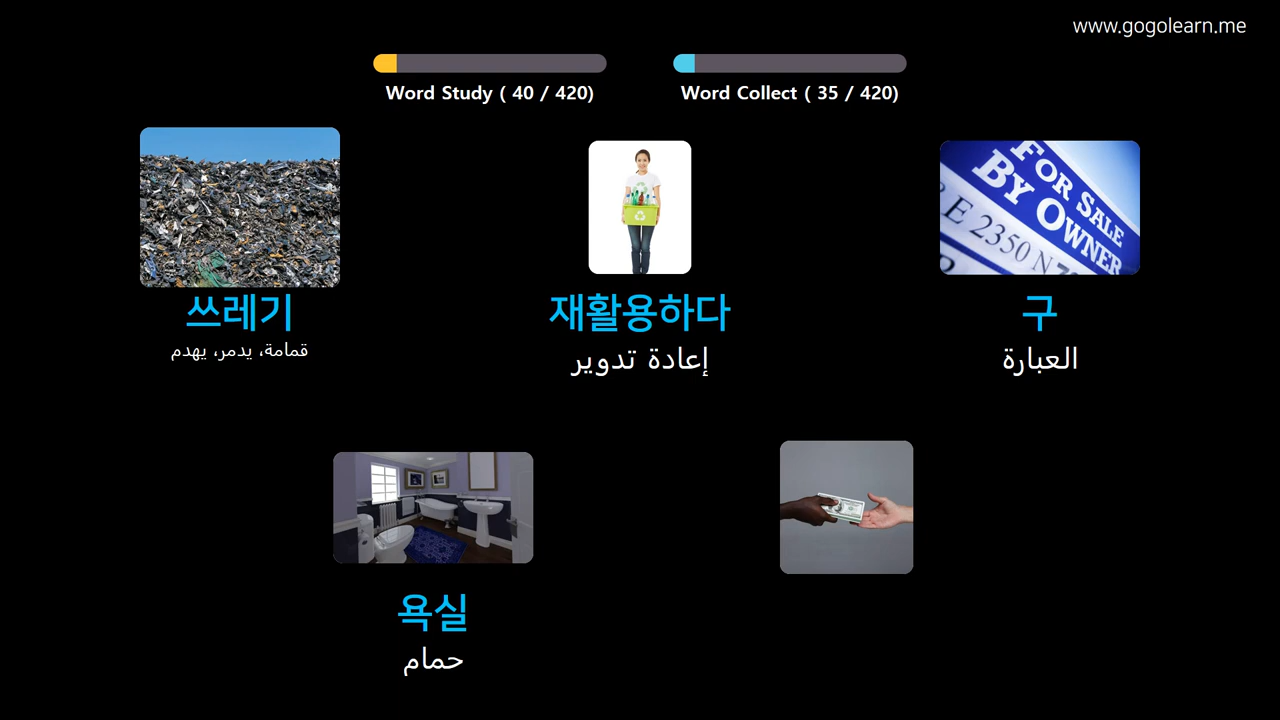 www.gogolearn.me
Word Study ( 40 / 420)
Word Collect ( 35 / 420)
FOR SALE
BY OWNER
E 2350 N
쓰레기
قمامة، يدمر، يهدم
재활용하다
إعادة تدوير
구
العبارة
욕실
حمام